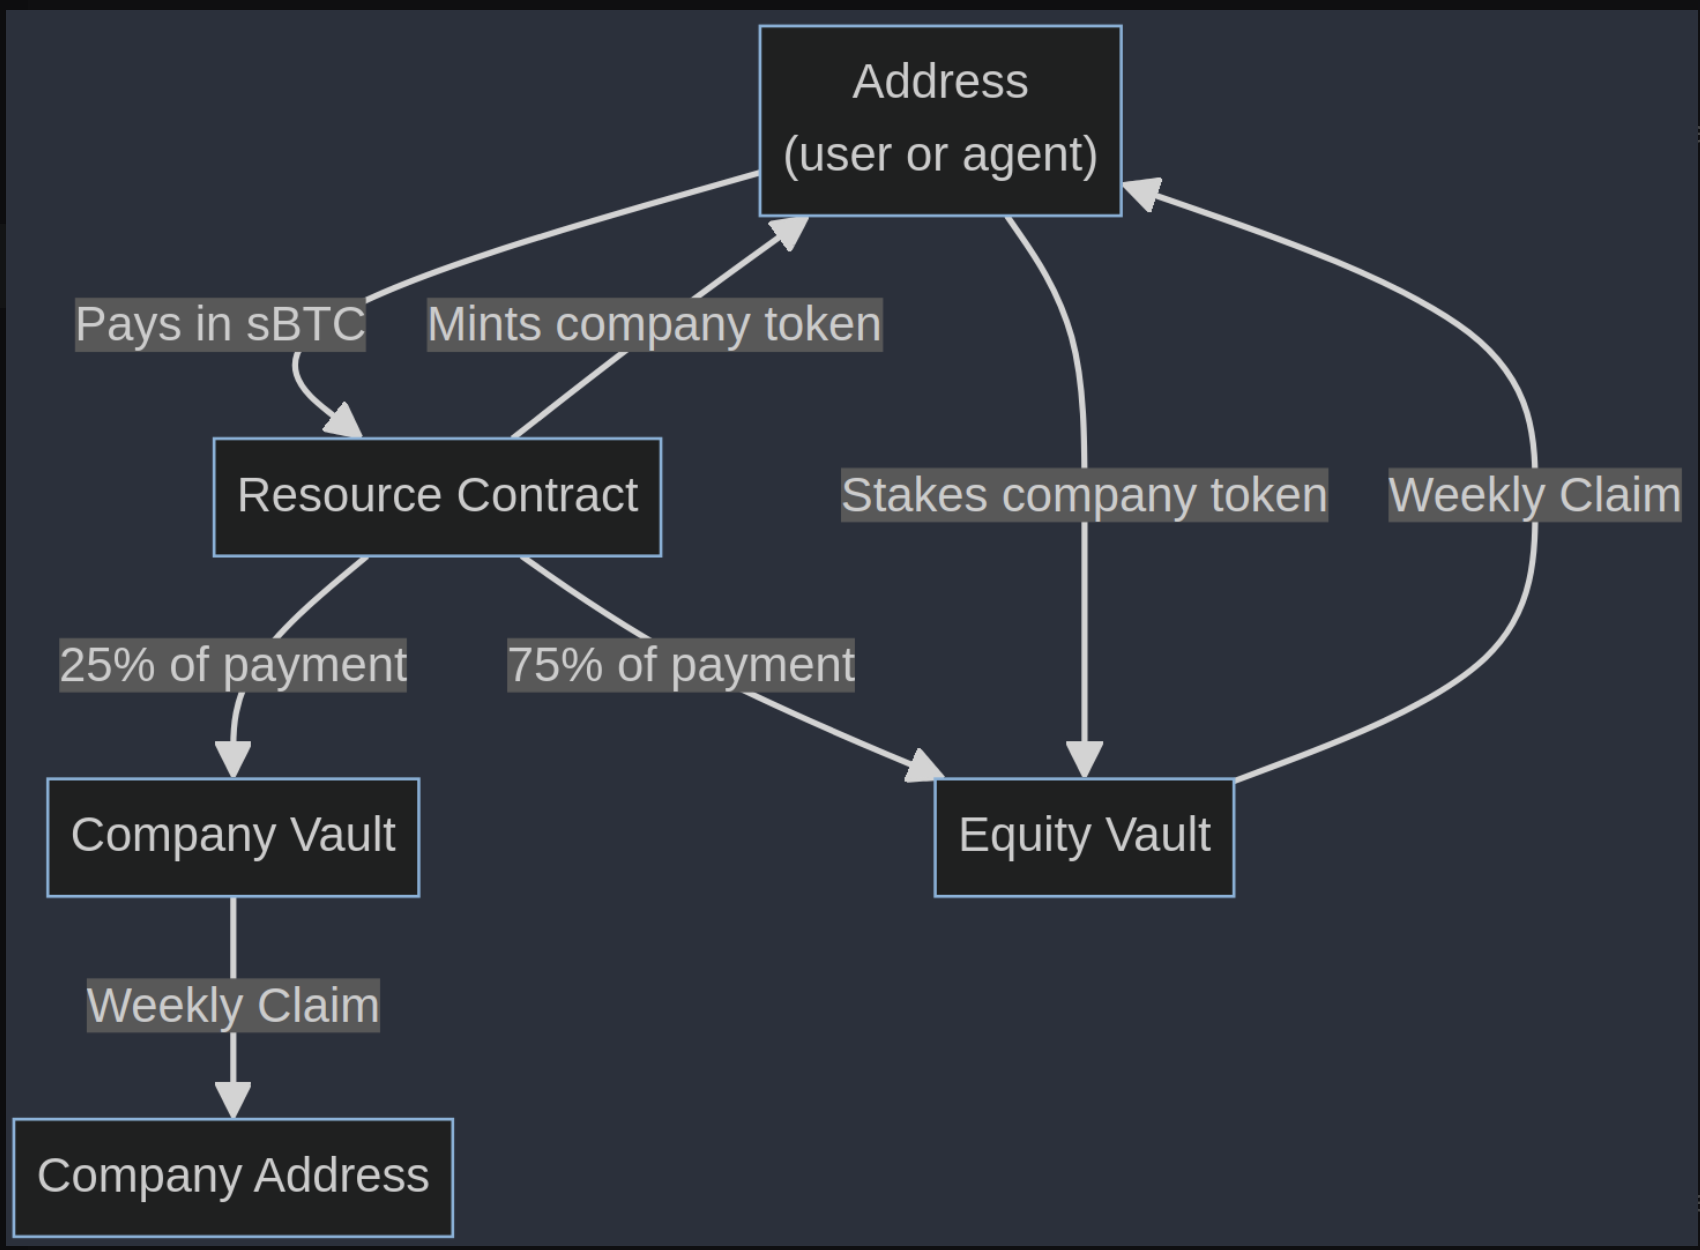 Address
(user or agent)
Pays in sBTC
Mints company token
Resource Contract
Stakes company token
Weekly Claim
25% of payment
75% of payment
Company Vault
Equity Vault
Weekly Claim
Company Address